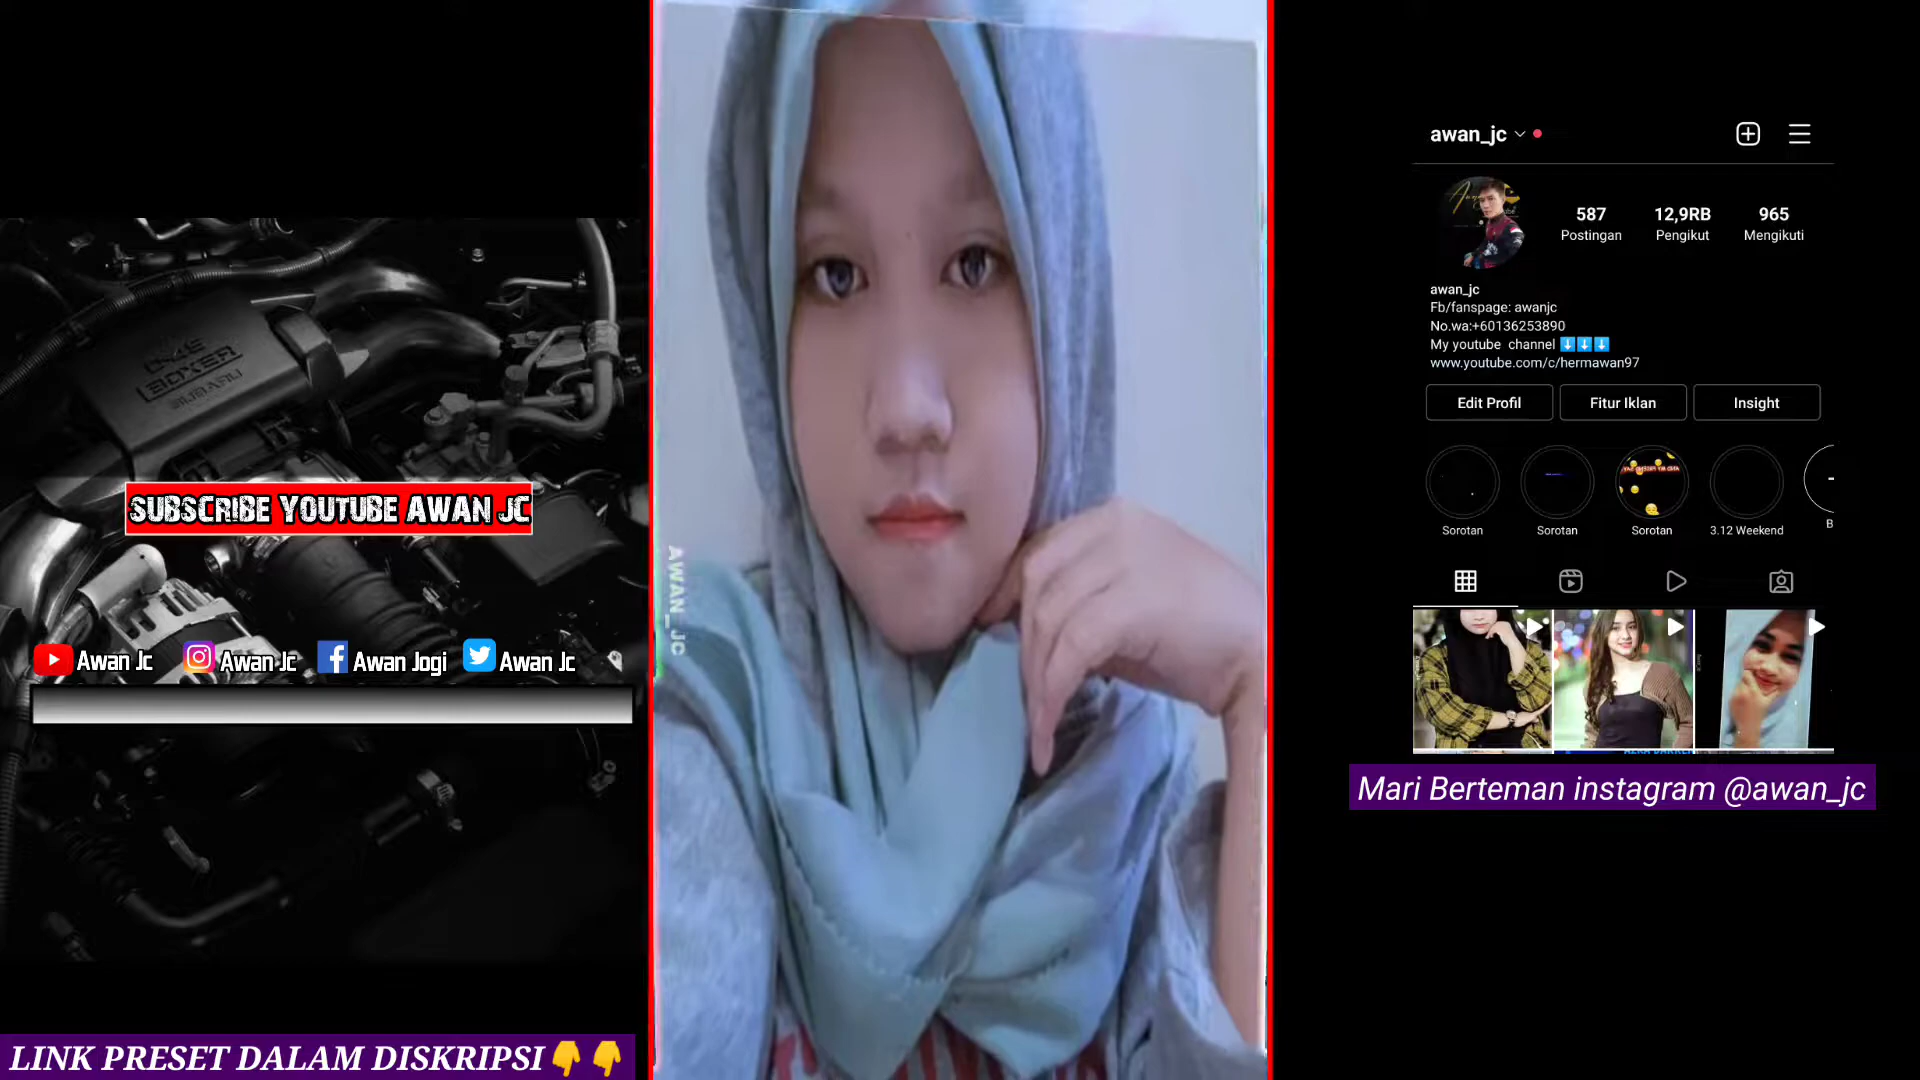 BOXER
SUBARU
SUBSCRIBE YOUTUBE AWAN JC
Awan Jc
Awan Jc
Awan Jogi
Awan Jc
LINK PRESET DALAM DISKRIPSI👇👇
AWAN_JC
awan_jc
587
12,9RB
965
Postingan
Pengikut
Mengikuti
awan_jc
Fb/fanspage: awanjc
No.wa:+60136253890
My youtube channel ⬇️⬇️⬇️
www.youtube.com/c/hermawan97
Edit Profil
Fitur Iklan
Insight
Sorotan
Sorotan
Sorotan
3.12 Weekend
B
Mari Berteman instagram @awan_jc